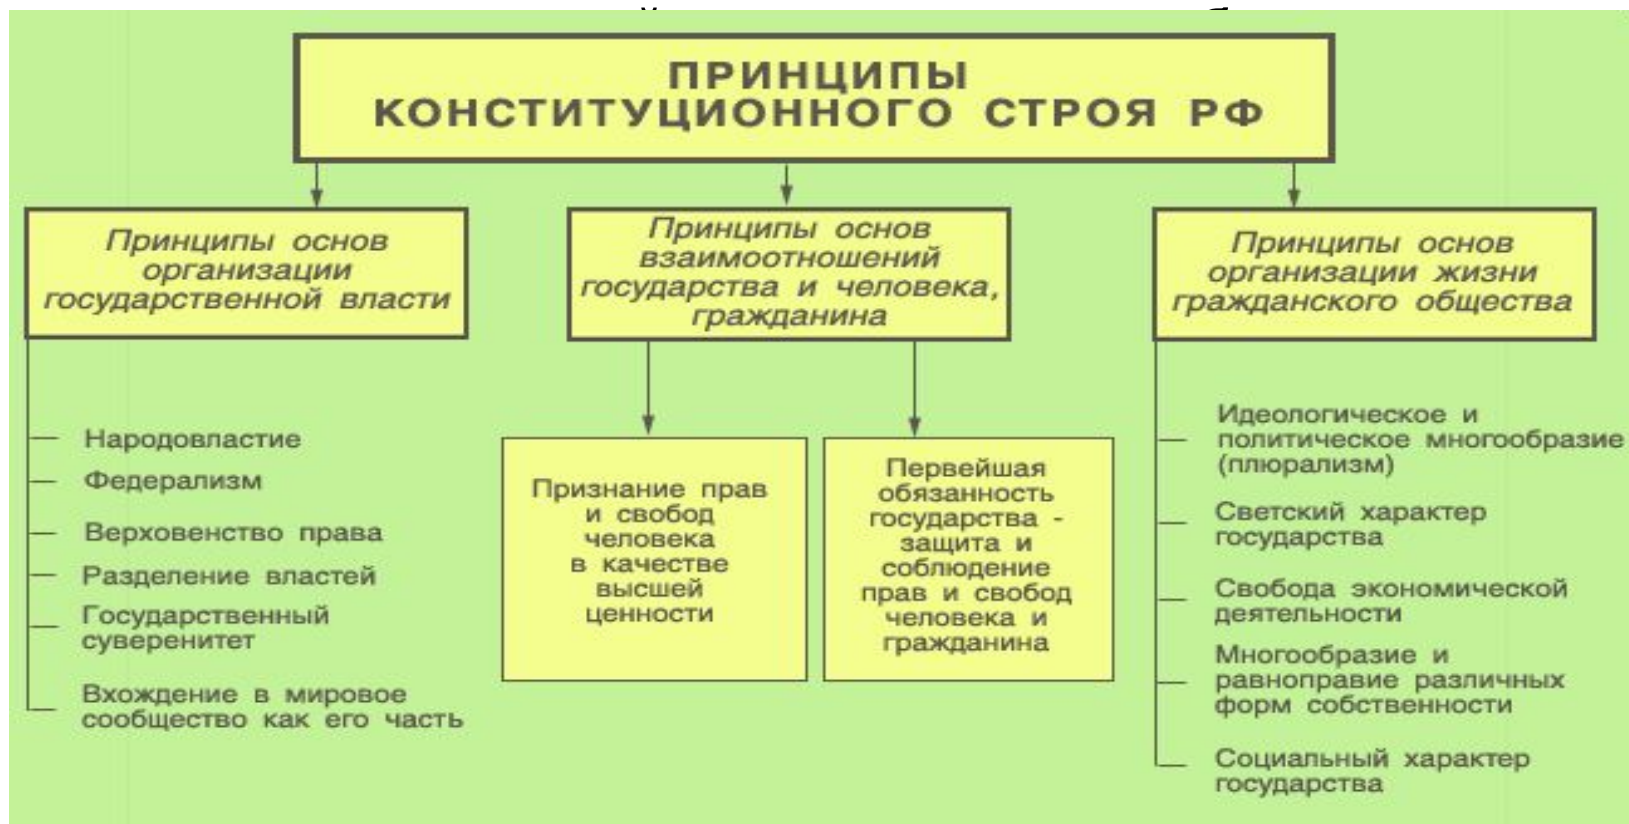 ПРИНЦИПЫ
КОНСТИТУЦИОННОГО СТРОЯ РФ
Принципы основ
организации
государственной власти
Народовластие
Федерализм
Верховенство права
Разделение властей
Государственный
суверенитет
Вхождение в мировое
сообщество как его часть
Принципы основ
взаимоотношений
государства и человека,
гражданина
Признание прав
и свобод
человека
в качестве
высшей
ценности
Первейшая
обязанность
государства -
защита и
соблюдение
прав и свобод
человека и
гражданина
Принципы основ
организации жизни
гражданского общества
Идеологическое и
политическое многообразие
(плюрализм)
Светский характер
государства
Свобода экономической
деятельности
Многообразие и
равноправие различных
форм собственности
Социальный характер
государства